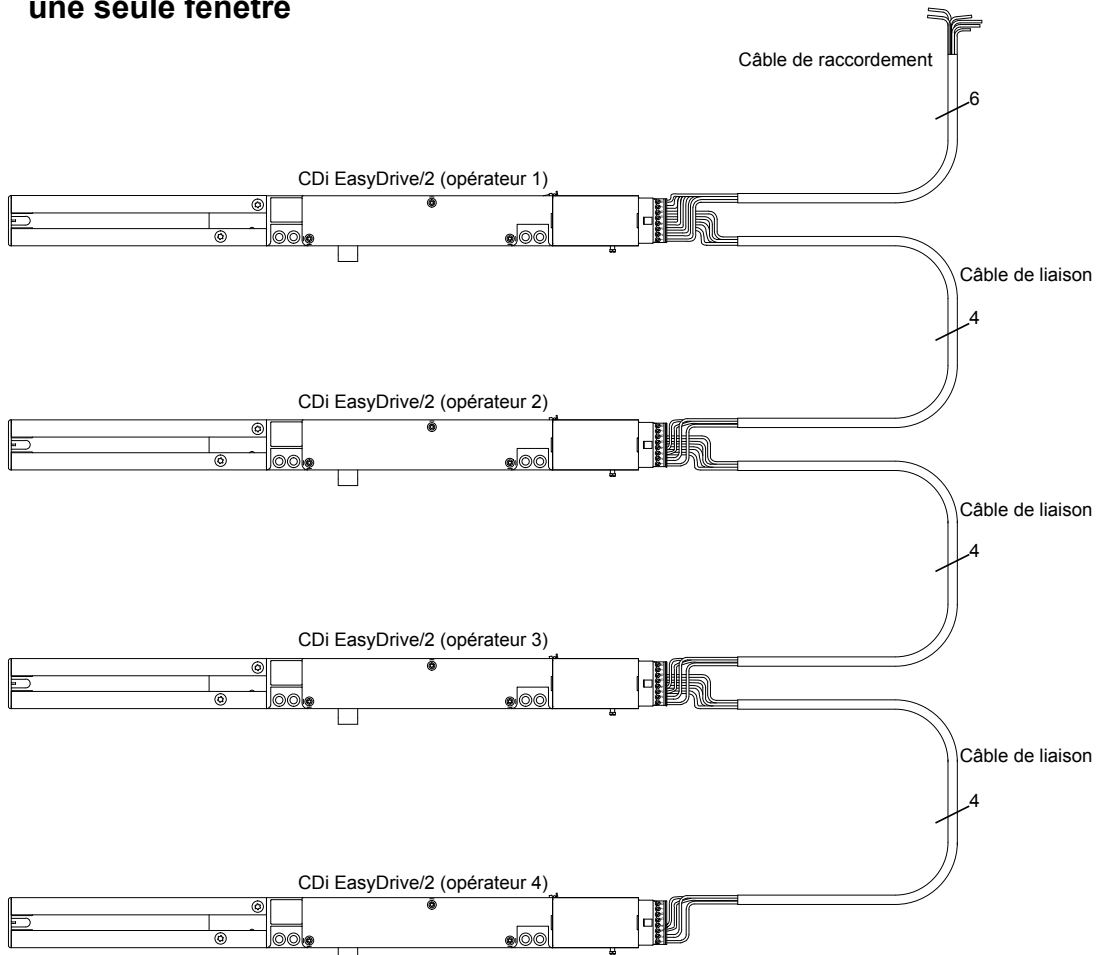 une seule fenêtre
Câble de raccordement
6
CDi EasyDrive/2 (opérateur 1)
Câble de liaison
4
CDi EasyDrive/2 (opérateur 2)
Câble de liaison
4
CDi EasyDrive/2 (opérateur 3)
Câble de liaison
4
CDi EasyDrive/2 (opérateur 4)